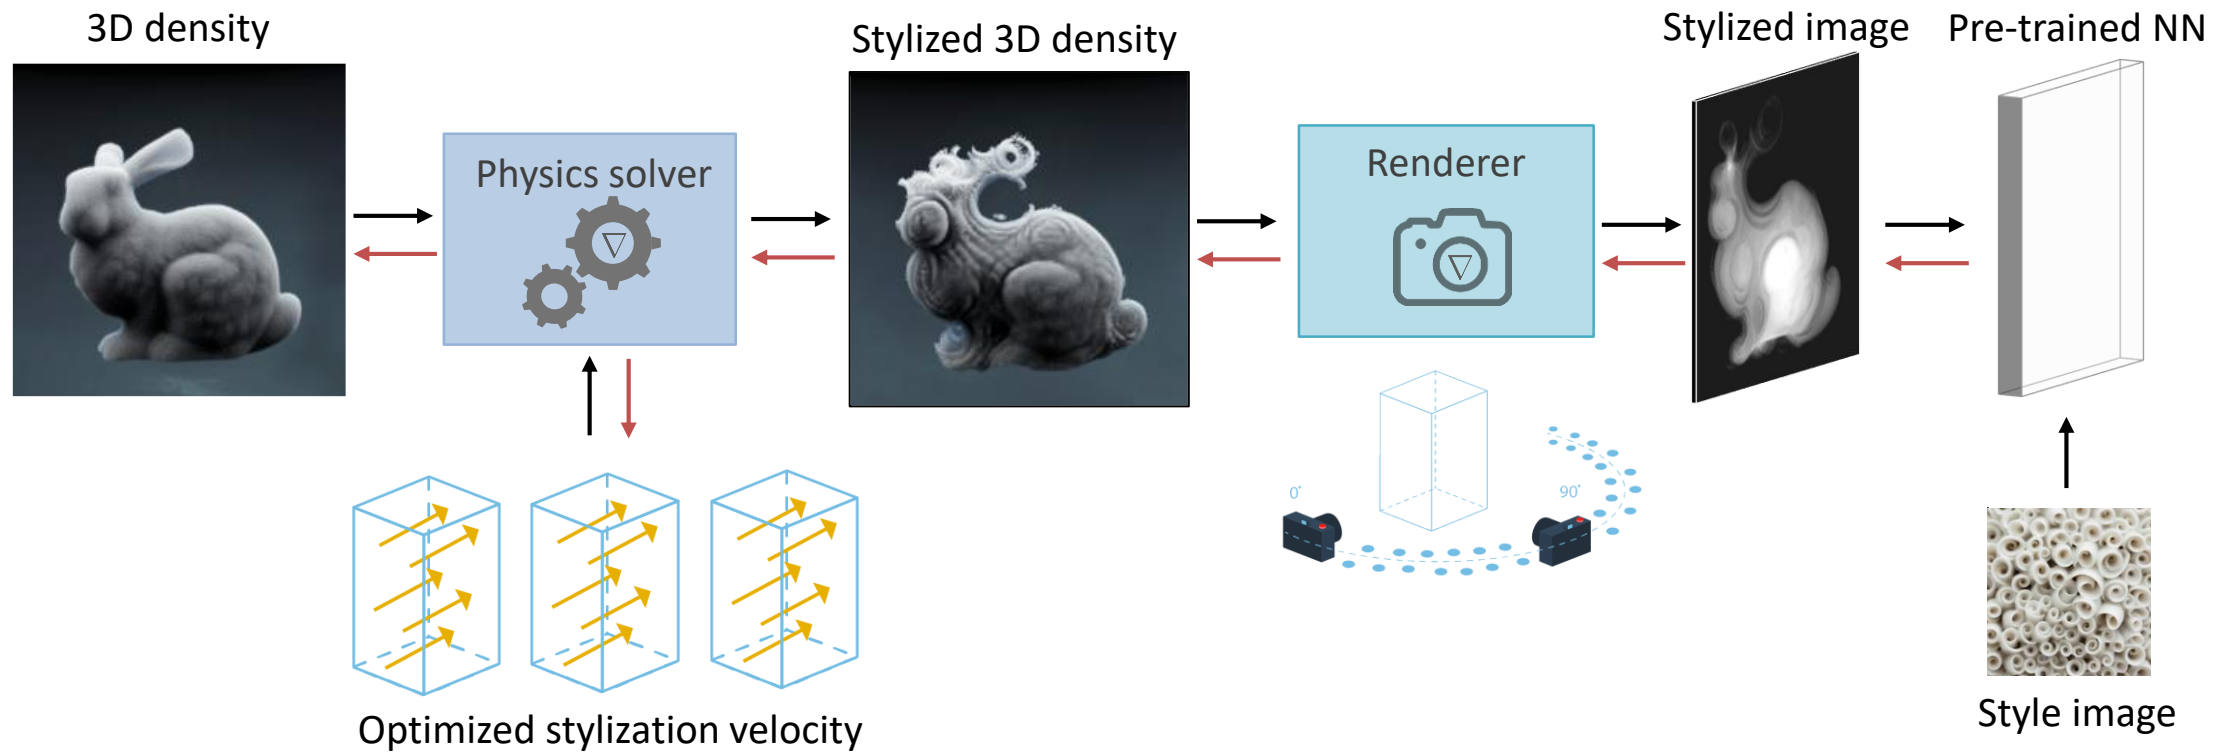 3D density
Stylized 3D density
Stylized image
Pre-trained NN
Physics solver
∇
Renderer
∇
0°
90°
Optimized stylization velocity
Style image